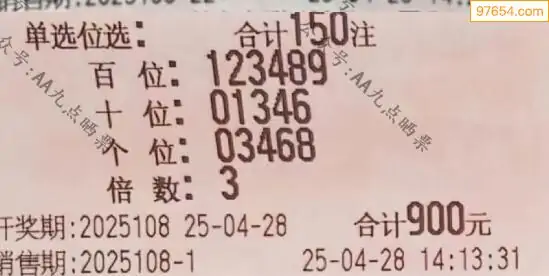 97654.com
单选位选: 合计150注
百 位: 123489
十 位: 01346
个 位: 03468
倍 数: 3
开奖期:2025108 25-04-28 合计900元
销售期:2025108-1 25-04-28 14:13:31
众号:AA九点晒票
众号:AA九点晒票